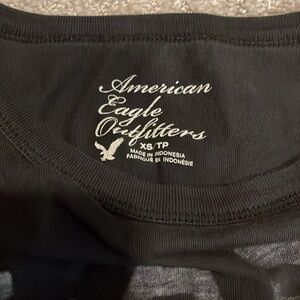 American
Eagle
Outfitters
XS/TP
MADE IN INDONESIA
FABRIQUÉ EN INDONÉSIE